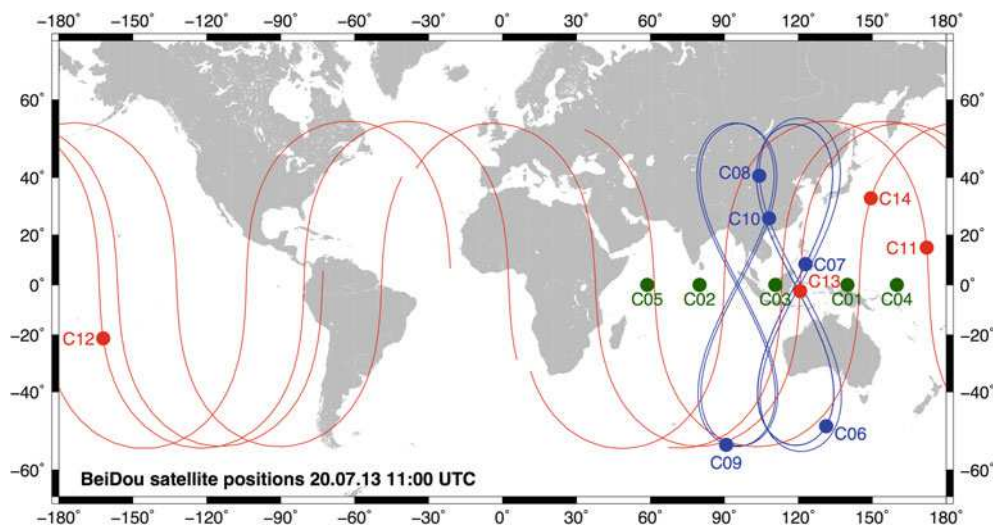 −180˚ −150˚ −120˚ −90˚ −60˚ −30˚ 0˚ 30˚ 60˚ 90˚ 120˚ 150˚ 180˚
60˚ 60˚
40˚ C08 40˚
C14
20˚ C10 C11 20˚
C07
0˚ C13 0˚
C05 C02 C03 C01 C04
−20˚ C12 −20˚
−40˚ −40˚
C06
C09
−60˚ −60˚
BeiDou satellite positions 20.07.13 11:00 UTC
−180˚ −150˚ −120˚ −90˚ −60˚ −30˚ 0˚ 30˚ 60˚ 90˚ 120˚ 150˚ 180˚